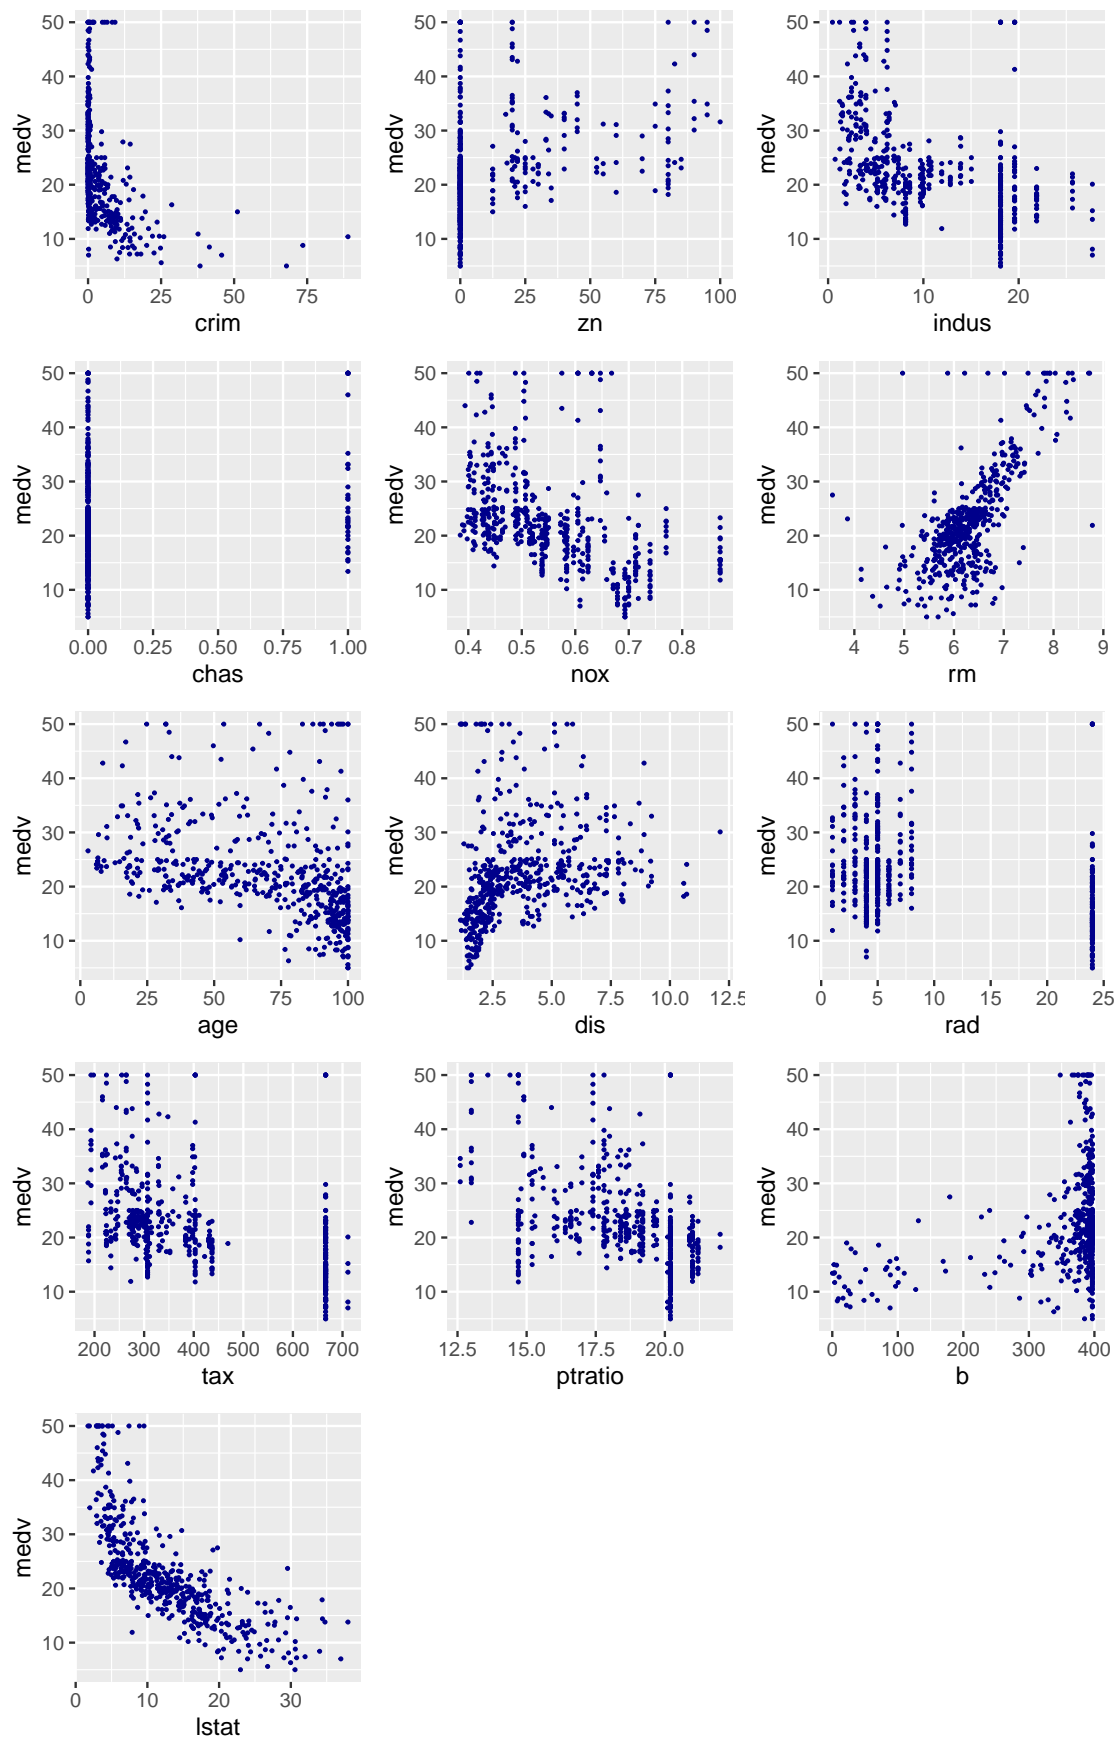 50 50 50
40 40 40
medv medv medv
30 30 30
20 20 20
10 10 10
0 25 50 75 0 25 50 75 100 0 10 20
crim zn indus
50 50 50
40 40 40
medv medv medv
30 30 30
20 20 20
10 10 10
0.00 0.25 0.50 0.75 1.00 0.4 0.5 0.6 0.7 0.8 4 5 6 7 8 9
chas nox rm
50 50 50
40 40 40
medv medv medv
30 30 30
20 20 20
10 10 10
0 25 50 75 100 2.5 5.0 7.5 10.0 12.5 0 5 10 15 20 25
age dis rad
50 50 50
40 40 40
medv medv medv
30 30 30
20 20 20
10 10 10
200 300 400 500 600 700 12.5 15.0 17.5 20.0 0 100 200 300 400
tax ptratio b
50
40
medv
30
20
10
0 10 20 30
lstat